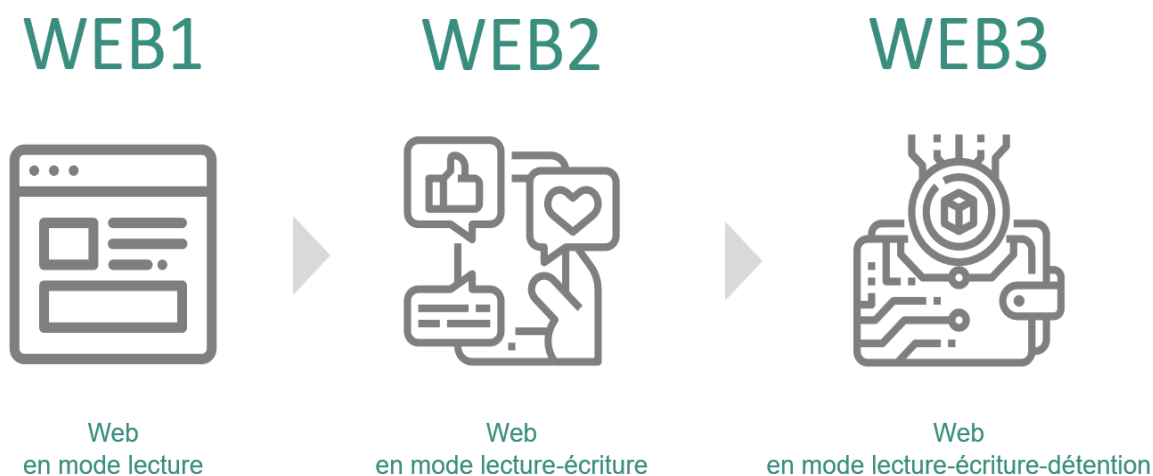 WEB1
WEB2
WEB3
Web
en mode lecture
Web
en mode lecture-écriture
Web
en mode lecture-écriture-détention